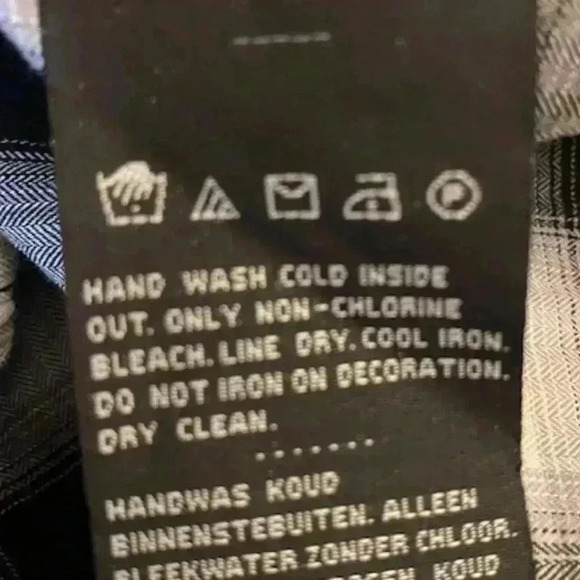 HAND WASH COLD INSIDE
OUT. ONLY NON-CHLORINE
BLEACH. LINE DRY. COOL IRON.
DO NOT IRON ON DECORATION.
DRY CLEAN.
.......
HANDWAS KOUD
BINNENSTEBUITEN. ALLEEN
BLEEKWATER ZONDER CHLOOR.
KOUD